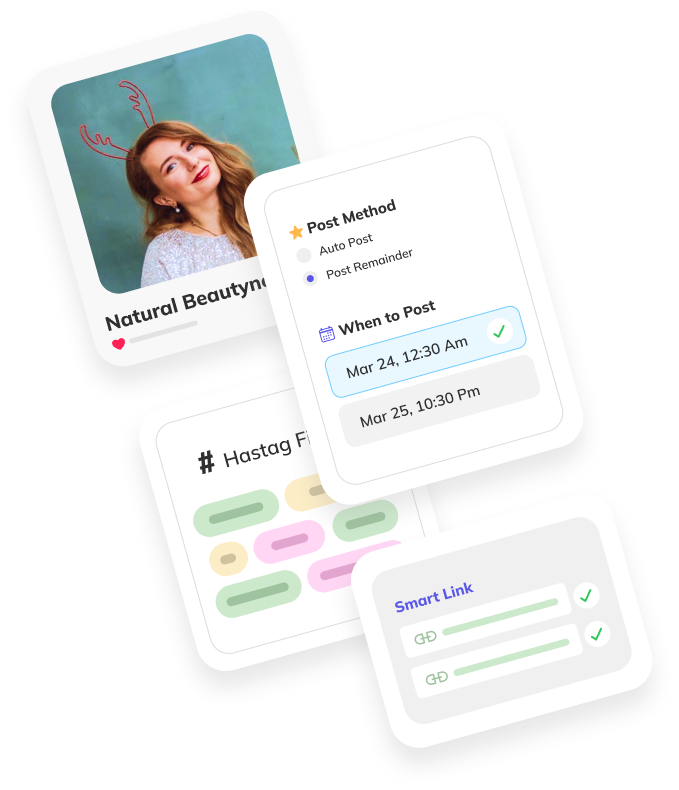 Natural Beautyn
Post Method
Auto Post
Post Remainder
When to Post
Mar 24, 12:30 Am
Mar 25, 10:30 Pm
# Hastag Fi
Smart Link